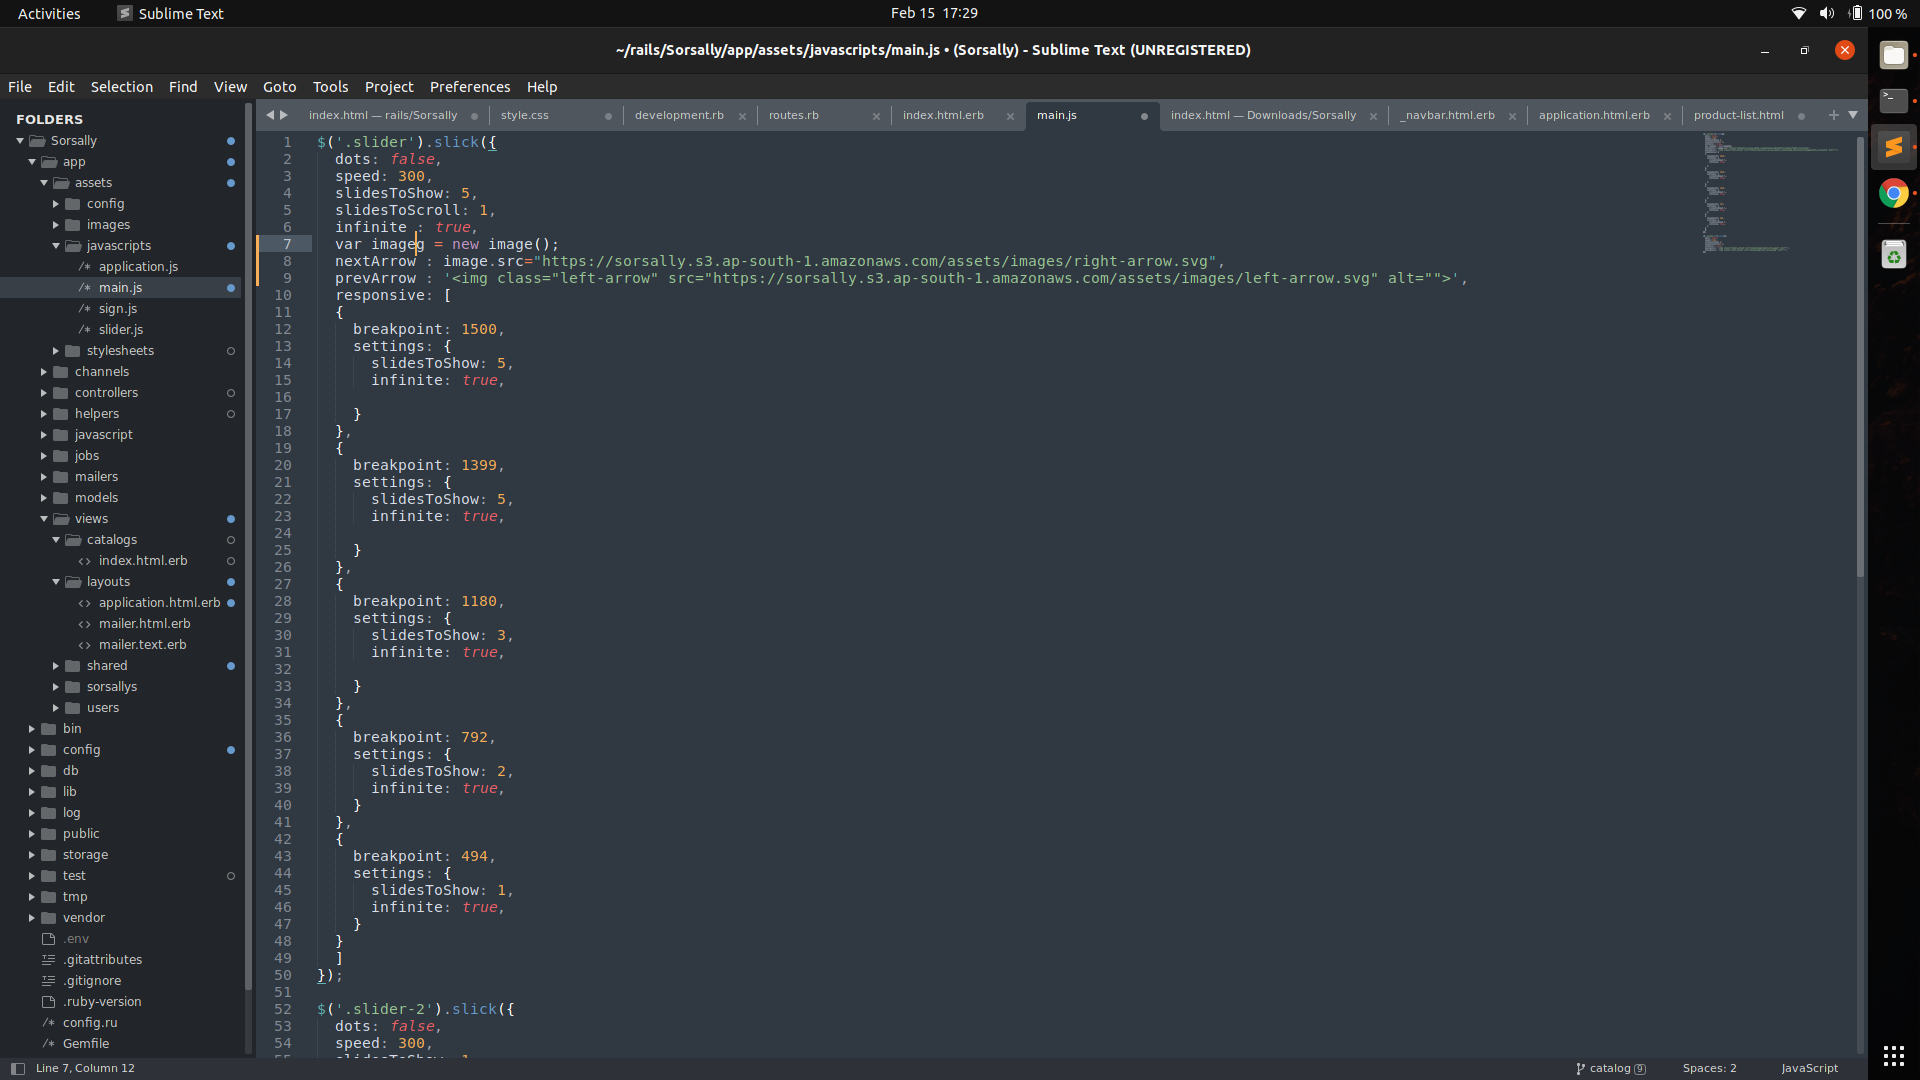 Activities
Sublime Text
Feb 15 17:29
100 %
~/rails/Sorsally/app/assets/javascripts/main.js • (Sorsally) - Sublime Text (UNREGISTERED)
File Edit Selection Find View Goto Tools Project Preferences Help
index.html — rails/Sorsally
style.css
development.rb
routes.rb
index.html.erb
main.js
index.html — Downloads/Sorsally
_navbar.html.erb
application.html.erb
product-list.html
FOLDERS
Sorsally
app
assets
config
images
javascripts
/* application.js
/* main.js
/* sign.js
/* slider.js
stylesheets
channels
controllers
helpers
javascript
jobs
mailers
models
views
catalogs
<> index.html.erb
layouts
<> application.html.erb
<> mailer.html.erb
<> mailer.text.erb
shared
sorsallys
users
bin
config
db
lib
log
public
storage
test
tmp
vendor
.env
.gitattributes
.gitignore
.ruby-version
/* config.ru
/* Gemfile
1 $('.slider').slick({
2 dots: false,
3 speed: 300,
4 slidesToShow: 5,
5 slidesToScroll: 1,
6 infinite : true,
7 var imageg = new image();
8 nextArrow : image.src="https://sorsally.s3.ap-south-1.amazonaws.com/assets/images/right-arrow.svg",
9 prevArrow : '<img class="left-arrow" src="https://sorsally.s3.ap-south-1.amazonaws.com/assets/images/left-arrow.svg" alt="">',
10 responsive: [
11 {
12 breakpoint: 1500,
13 settings: {
14 slidesToShow: 5,
15 infinite: true,
16
17 }
18 },
19 {
20 breakpoint: 1399,
21 settings: {
22 slidesToShow: 5,
23 infinite: true,
24
25 }
26 },
27 {
28 breakpoint: 1180,
29 settings: {
30 slidesToShow: 3,
31 infinite: true,
32
33 }
34 },
35 {
36 breakpoint: 792,
37 settings: {
38 slidesToShow: 2,
39 infinite: true,
40 }
41 },
42 {
43 breakpoint: 494,
44 settings: {
45 slidesToShow: 1,
46 infinite: true,
47 }
48 }
49 ]
50 });
51
52 $('.slider-2').slick({
53 dots: false,
54 speed: 300,
Line 7, Column 12
catalog 9
Spaces: 2
JavaScript